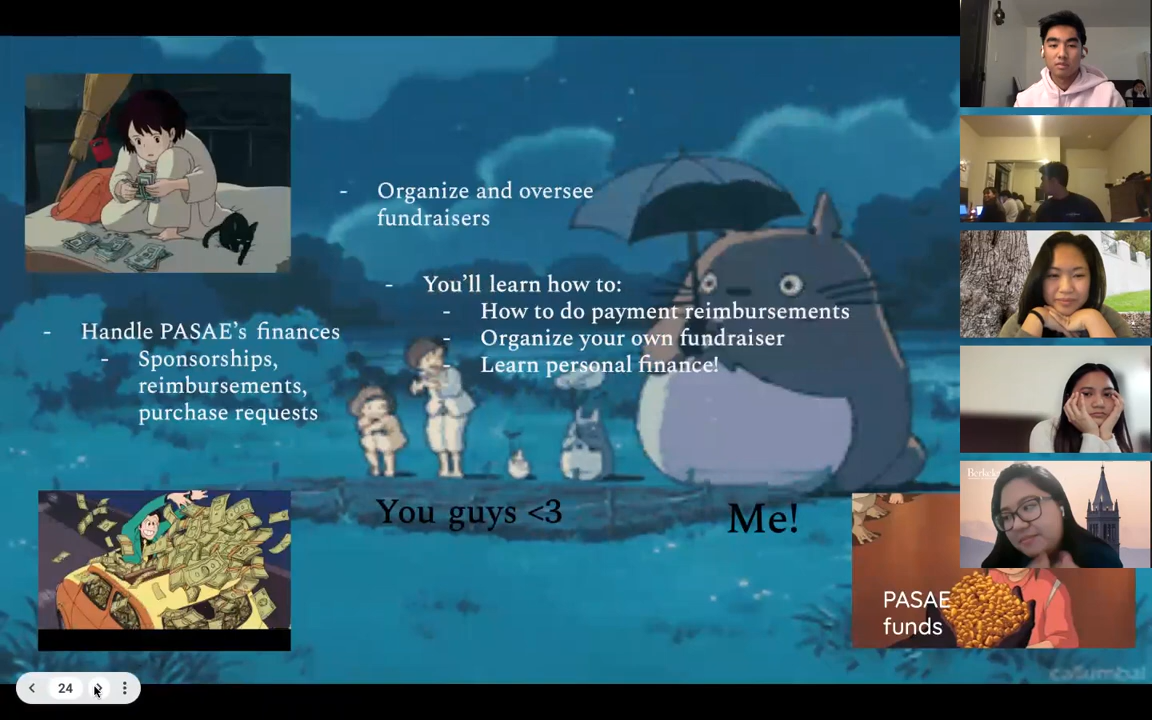 - Organize and oversee
fundraisers
- You'll learn how to:
- How to do payment reimbursements
- Organize your own fundraiser
- Learn personal finance!
- Handle PASAE's finances
- Sponsorships,
reimbursements,
purchase requests
You guys <3
Me!
PASAE
funds
24